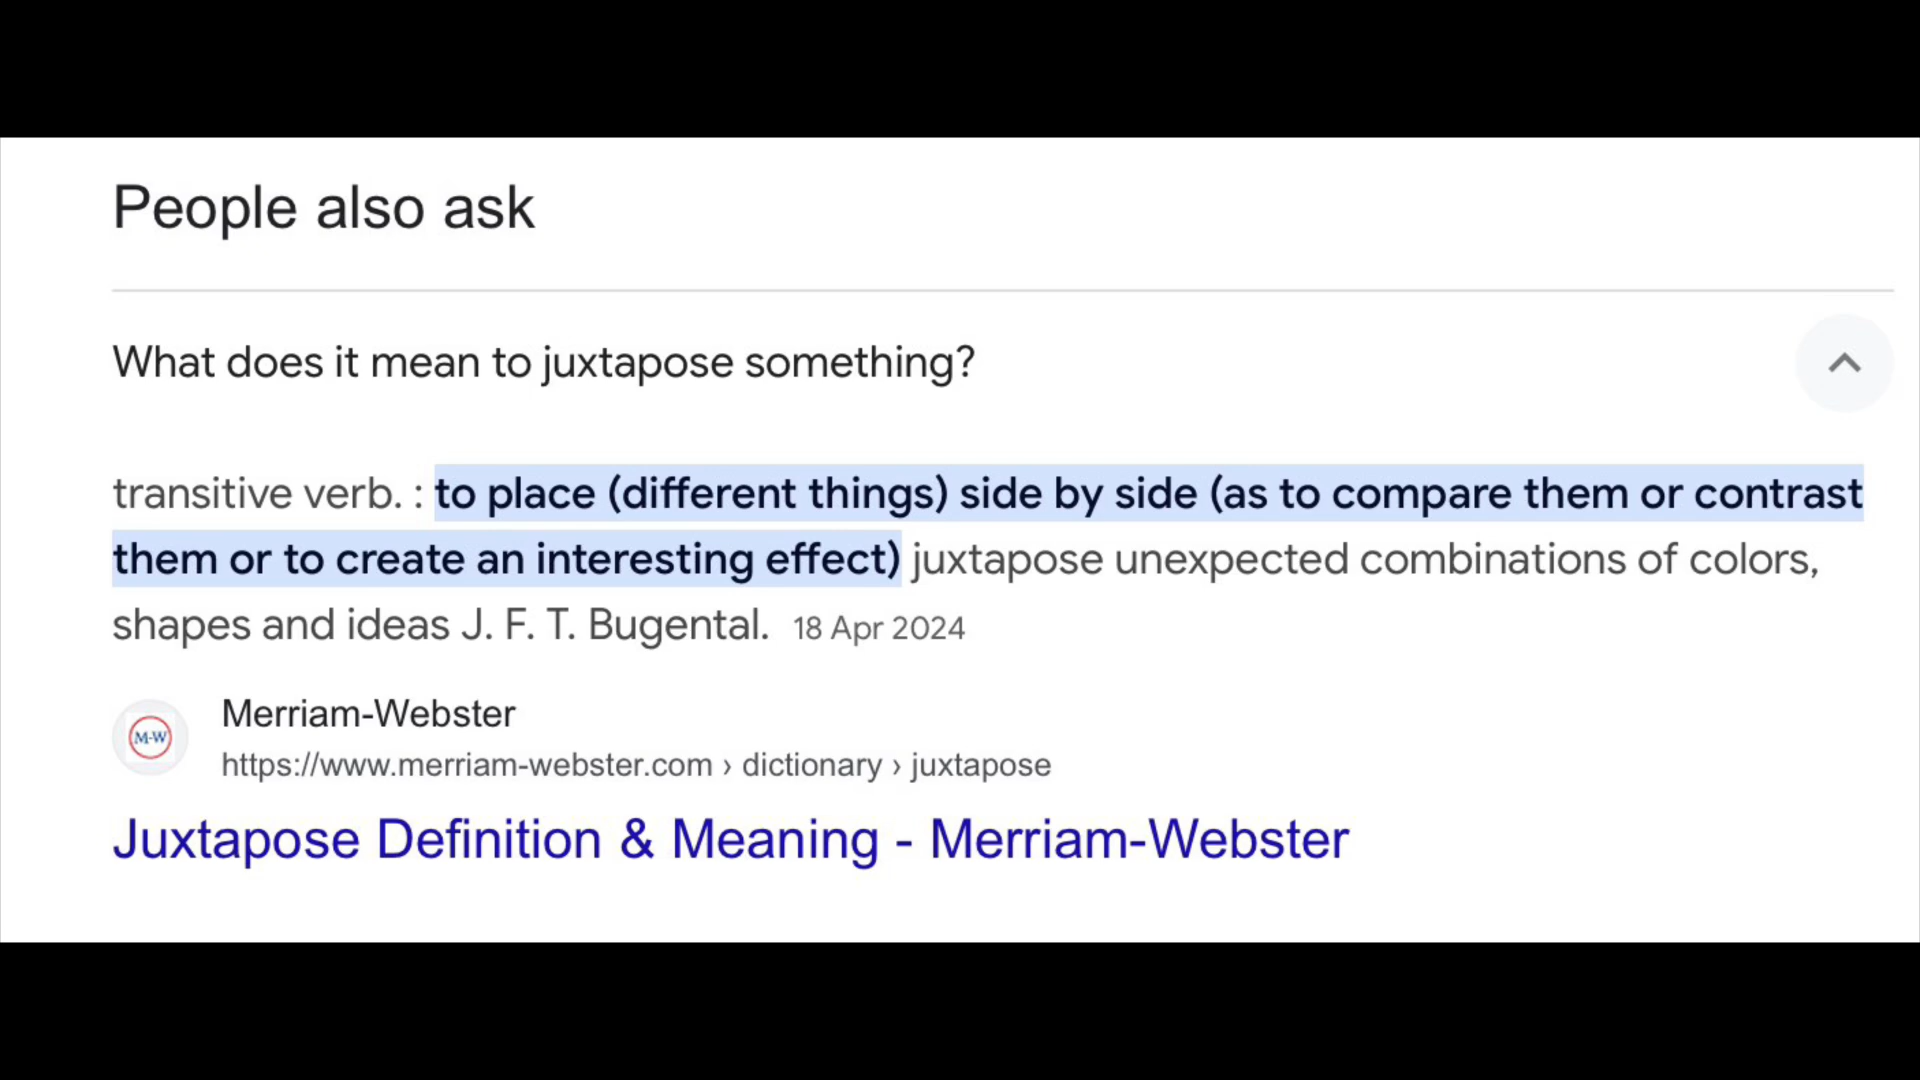 People also ask
What does it mean to juxtapose something?
transitive verb. : to place (different things) side by side (as to compare them or contrast
them or to create an interesting effect) juxtapose unexpected combinations of colors,
shapes and ideas J. F. T. Bugental. 18 Apr 2024
M-W
Merriam-Webster
https://www.merriam-webster.com › dictionary › juxtapose
Juxtapose Definition & Meaning - Merriam-Webster